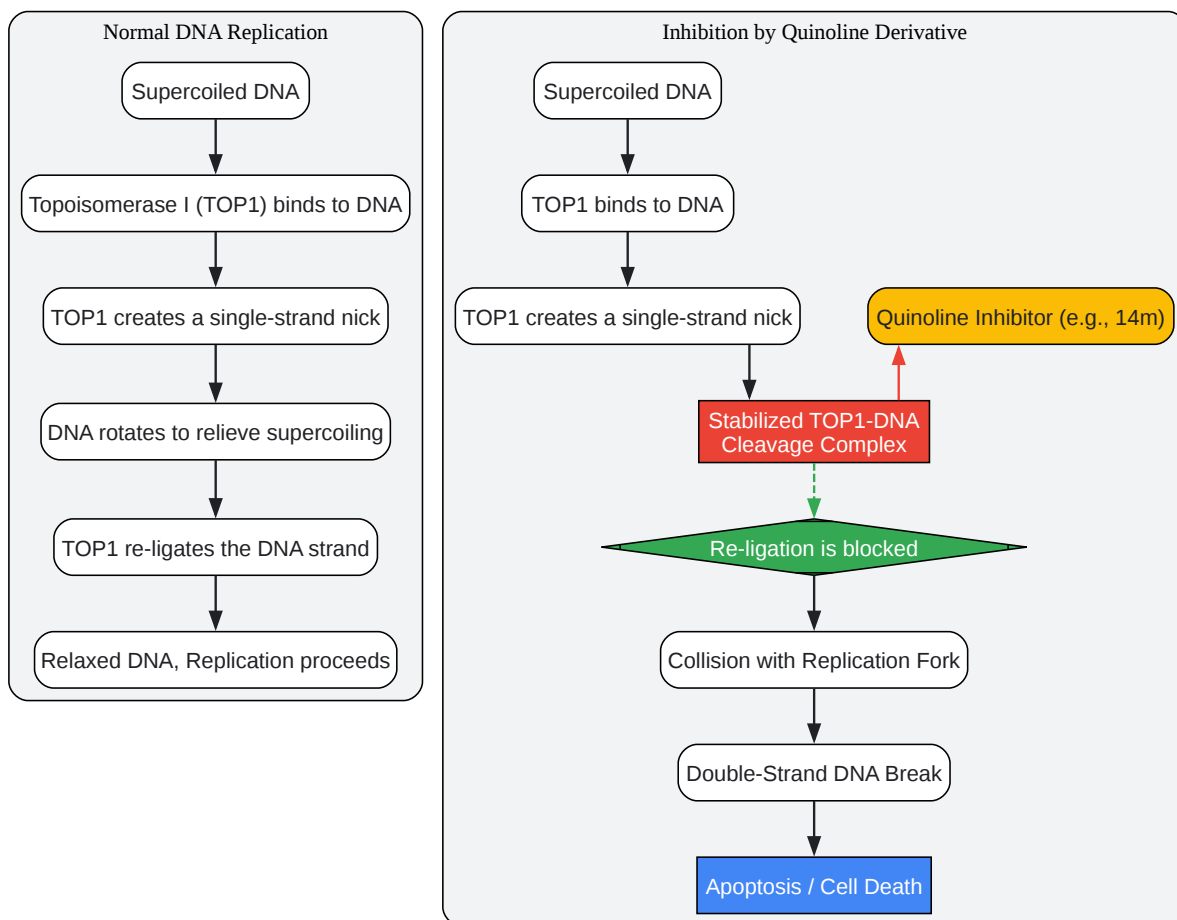 Normal DNA Replication
Supercoiled DNA
Topoisomerase I (TOP1) binds to DNA
TOP1 creates a single-strand nick
DNA rotates to relieve supercoiling
TOP1 re-ligates the DNA strand
Relaxed DNA, Replication proceeds
Inhibition by Quinoline Derivative
Supercoiled DNA
TOP1 binds to DNA
TOP1 creates a single-strand nick
Quinoline Inhibitor (e.g., 14m)
Stabilized TOP1-DNA
Cleavage Complex
Re-ligation is blocked
Collision with Replication Fork
Double-Strand DNA Break
Apoptosis / Cell Death